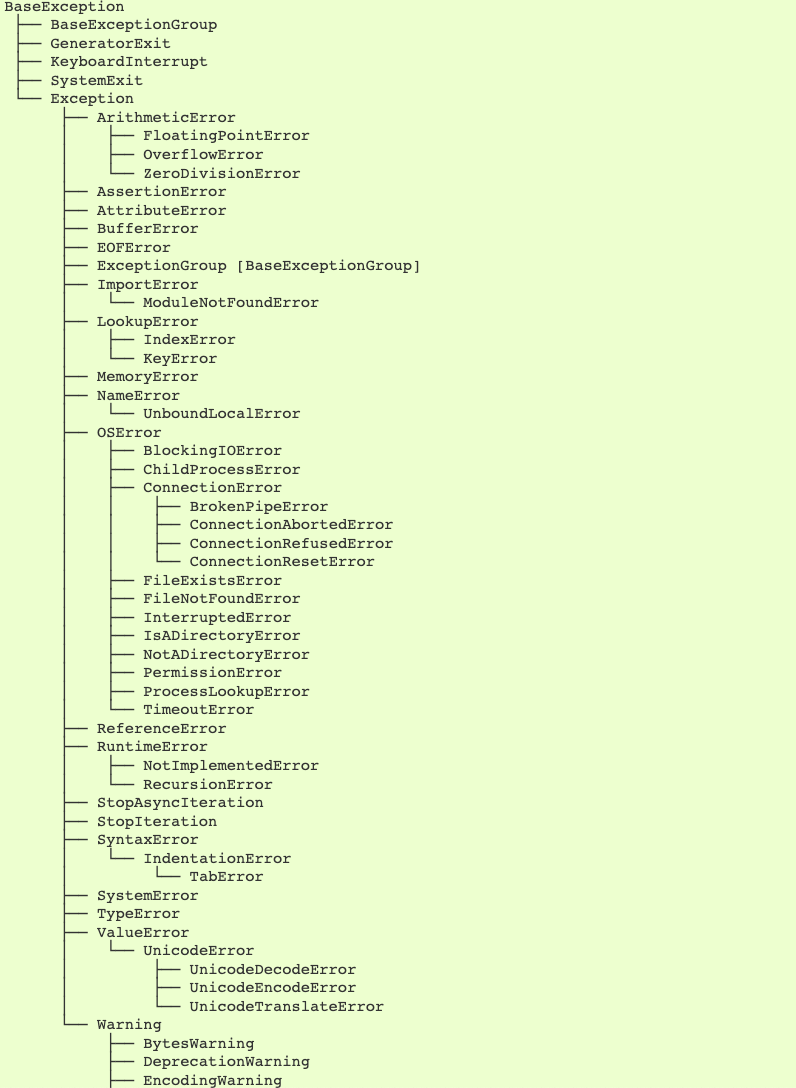 BaseException
├── BaseExceptionGroup
├── GeneratorExit
├── KeyboardInterrupt
├── SystemExit
└── Exception
     ├── ArithmeticError
     │    ├── FloatingPointError
     │    ├── OverflowError
     │    └── ZeroDivisionError
     ├── AssertionError
     ├── AttributeError
     ├── BufferError
     ├── EOFError
     ├── ExceptionGroup [BaseExceptionGroup]
     ├── ImportError
     │    └── ModuleNotFoundError
     ├── LookupError
     │    ├── IndexError
     │    └── KeyError
     ├── MemoryError
     ├── NameError
     │    └── UnboundLocalError
     ├── OSError
     │    ├── BlockingIOError
     │    ├── ChildProcessError
     │    ├── ConnectionError
     │    │    ├── BrokenPipeError
     │    │    ├── ConnectionAbortedError
     │    │    ├── ConnectionRefusedError
     │    │    └── ConnectionResetError
     │    ├── FileExistsError
     │    ├── FileNotFoundError
     │    ├── InterruptedError
     │    ├── IsADirectoryError
     │    ├── NotADirectoryError
     │    ├── PermissionError
     │    ├── ProcessLookupError
     │    └── TimeoutError
     ├── ReferenceError
     ├── RuntimeError
     │    ├── NotImplementedError
     │    └── RecursionError
     ├── StopAsyncIteration
     ├── StopIteration
     ├── SyntaxError
     │    └── IndentationError
     │         └── TabError
     ├── SystemError
     ├── TypeError
     ├── ValueError
     │    └── UnicodeError
     │         ├── UnicodeDecodeError
     │         ├── UnicodeEncodeError
     │         └── UnicodeTranslateError
     └── Warning
          ├── BytesWarning
          ├── DeprecationWarning
          ├── EncodingWarning